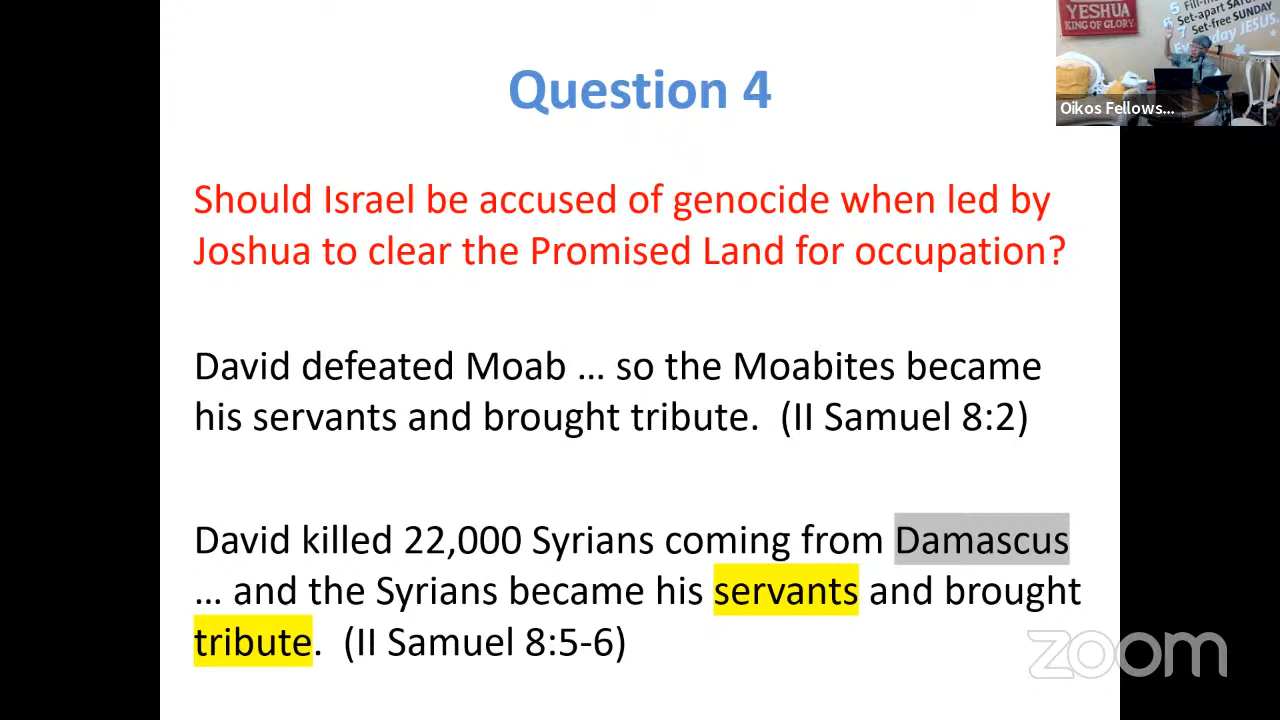 Question 4
Should Israel be accused of genocide when led by
Joshua to clear the Promised Land for occupation?
David defeated Moab … so the Moabites became
his servants and brought tribute.  (II Samuel 8:2)
David killed 22,000 Syrians coming from Damascus
… and the Syrians became his servants and brought
tribute.  (II Samuel 8:5-6)
YESHUA
KING OF GLORY
5
Set-apart
7 Set-free SUNDAY
JESUS
Oikos Fellows...
zoom